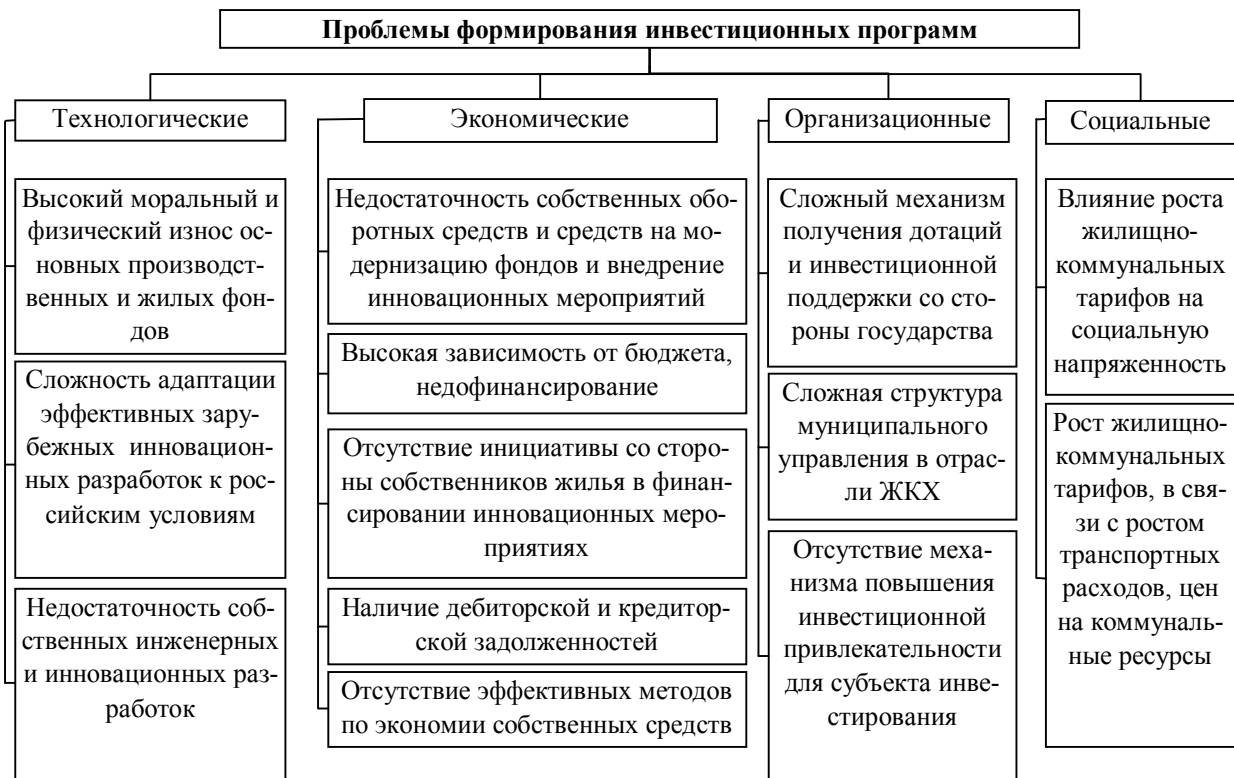 Проблемы формирования инвестиционных программ
Технологические
Высокий моральный и
физический износ ос-
новных производст-
венных и жилых фон-
дов
Сложность адаптации
эффективных зару-
бежных инновацион-
ных разработок к рос-
сийским условиям
Недостаточность соб-
ственных инженерных
и инновационных раз-
работок
Экономические
Недостаточность собственных обо-
ротных средств и средств на мо-
дернизацию фондов и внедрение
инновационных мероприятий
Высокая зависимость от бюджета,
недофинансирование
Отсутствие инициативы со сторо-
ны собственников жилья в финан-
сировании инновационных меро-
приятиях
Наличие дебиторской и кредитор-
ской задолженностей
Отсутствие эффективных методов
по экономии собственных средств
Организационные
Сложный механизм
получения дотаций
и инвестиционной
поддержки со сто-
роны государства
Сложная структура
муниципального
управления в отрас-
ли ЖКХ
Отсутствие меха-
низма повышения
инвестиционной
привлекательности
для субъекта инве-
стирования
Социальные
Влияние роста
жилищно-
коммунальных
тарифов на
социальную
напряженность
Рост жилищно-
коммунальных
тарифов, в свя-
зи с ростом
транспортных
расходов, цен
на коммуналь-
ные ресурсы